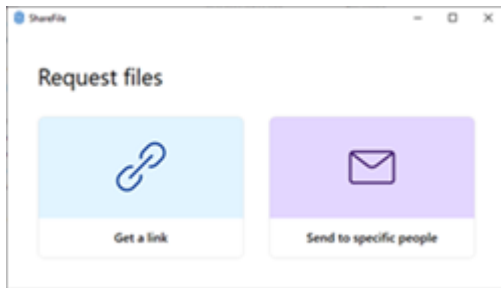 ShareFile
Request files
Get a link
Send to specific people